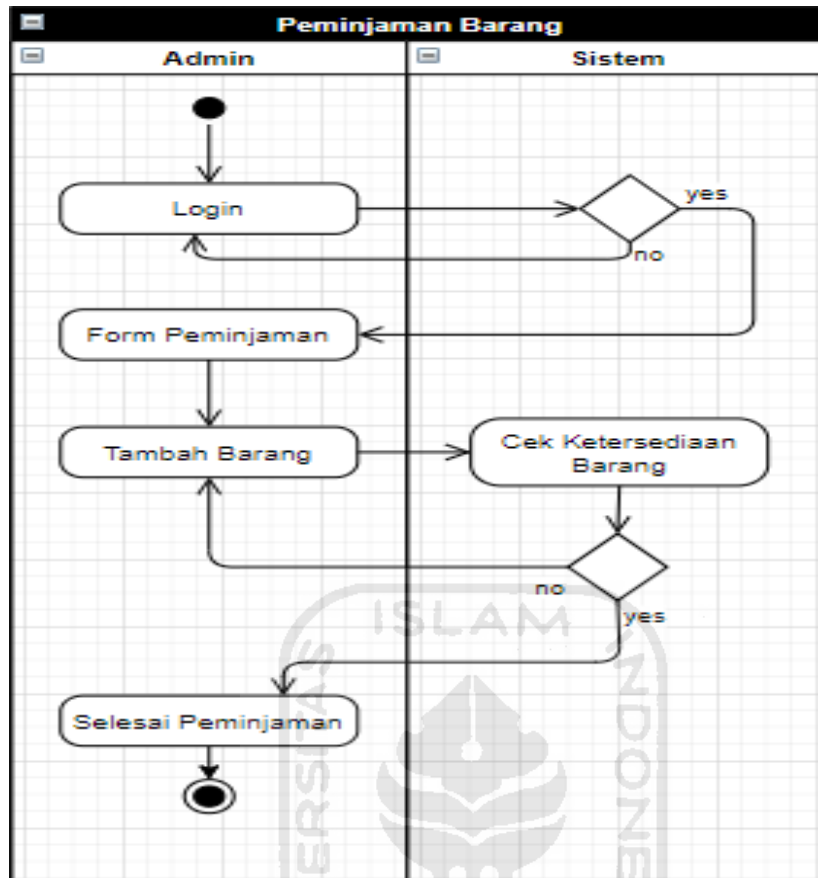 Peminjaman Barang
Admin
Sistem
Login
yes
no
Form Peminjaman
Tambah Barang
Cek Ketersediaan
Barang
no
yes
Selesai Peminjaman
ISLAM